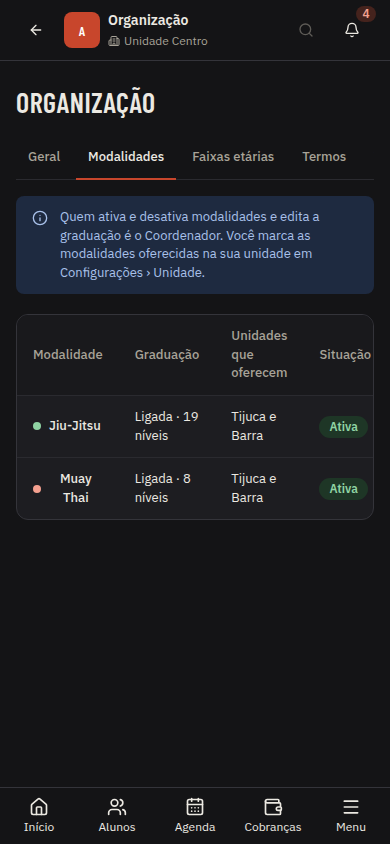 A
Organização
Unidade Centro
4
ORGANIZAÇÃO
Geral
Modalidades
Faixas etárias
Termos
Quem ativa e desativa modalidades e edita a
graduação é o Coordenador. Você marca as
modalidades oferecidas na sua unidade em
Configurações › Unidade.
Modalidade
Graduação
Unidades
que
oferecem
Situação
Jiu-Jitsu
Ligada · 19
níveis
Tijuca e
Barra
Ativa
Muay
Thai
Ligada · 8
níveis
Tijuca e
Barra
Ativa
Início
Alunos
Agenda
Cobranças
Menu